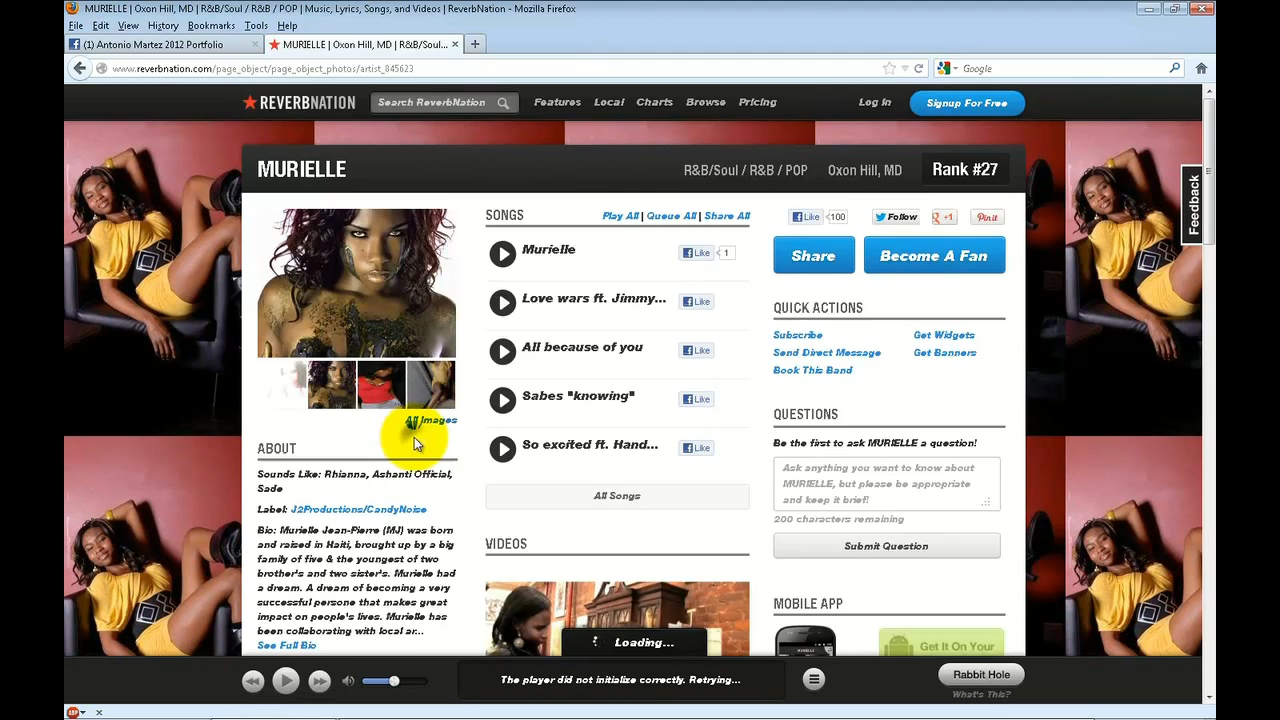 MURIELLE | Oxon Hill, MD | R&B/Soul / R&B / POP | Music, Lyrics, Songs, and Videos | ReverbNation - Mozilla Firefox
File Edit View History Bookmarks Tools Help
(1) Antonio Martez 2012 Portfolio
MURIELLE | Oxon Hill, MD | R&B/Soul...
www.reverbnation.com/page_object/page_object_photos/artist_845623
Google
REVERBNATION
Search ReverbNation
Features Local Charts Browse Pricing
Log In
Signup For Free
MURIELLE
R&B/Soul / R&B / POP
Oxon Hill, MD
Rank #27
Feedback
All Images
ABOUT
Sounds Like: Rhianna, Ashanti Official,
Sade
Label: J2Productions/CandyNoise
Bio: Murielle Jean-Pierre (MJ) was born
and raised in Haiti, brought up by a big
family of five & the youngest of two
brother's and two sister's. Murielle had
a dream. A dream of becoming a very
successful persone that makes great
impact on people's lives. Murielle has
been collaborating with local ar...
See Full Bio
SONGS
Play All | Queue All | Share All
Murielle
Like 1
Love wars ft. Jimmy...
Like
All because of you
Like
Sabes "knowing"
Like
So excited ft. Hand...
Like
All Songs
VIDEOS
Loading...
Like 100
Follow
+1
Pin it
Share
Become A Fan
QUICK ACTIONS
Subscribe
Get Widgets
Send Direct Message
Get Banners
Book This Band
QUESTIONS
Be the first to ask MURIELLE a question!
Ask anything you want to know about
MURIELLE, but please be appropriate
and keep it brief!
200 characters remaining
Submit Question
MOBILE APP
MURIELLE
Get It On Your
The player did not initialize correctly. Retrying...
Rabbit Hole
What's This?
ABP